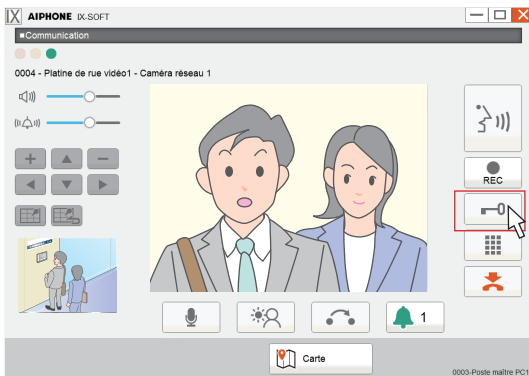 IX AIPHONE IX-SOFT
■Communication
0004 - Platine de rue vidéo1 - Caméra réseau 1
REC
1
Carte
0003-Poste maître PC1